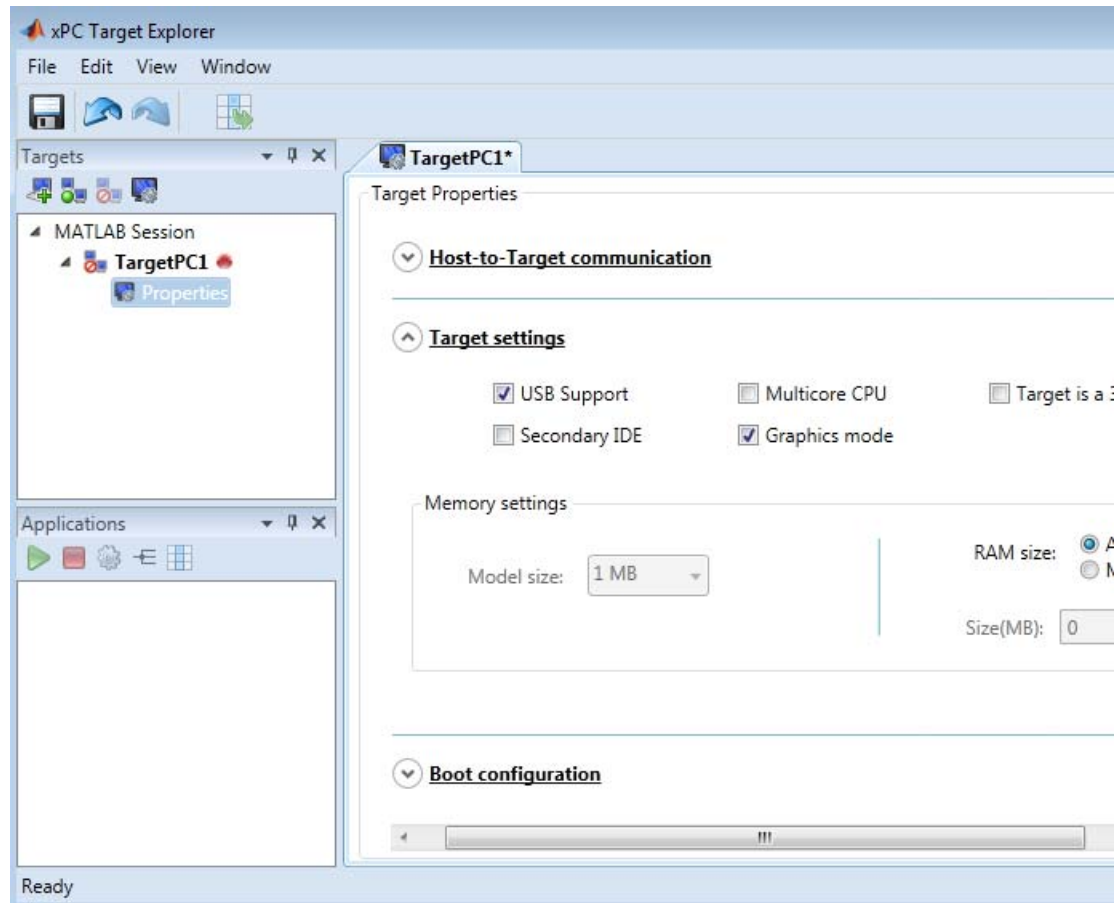 xPC Target Explorer
File Edit View Window
Targets
TargetPC1*
MATLAB Session
TargetPC1
Properties
Target Properties
Host-to-Target communication
Target settings
USB Support
Multicore CPU
Target is a
Secondary IDE
Graphics mode
Memory settings
Model size: 1 MB
RAM size:
Size(MB): 0
Boot configuration
Applications
Ready